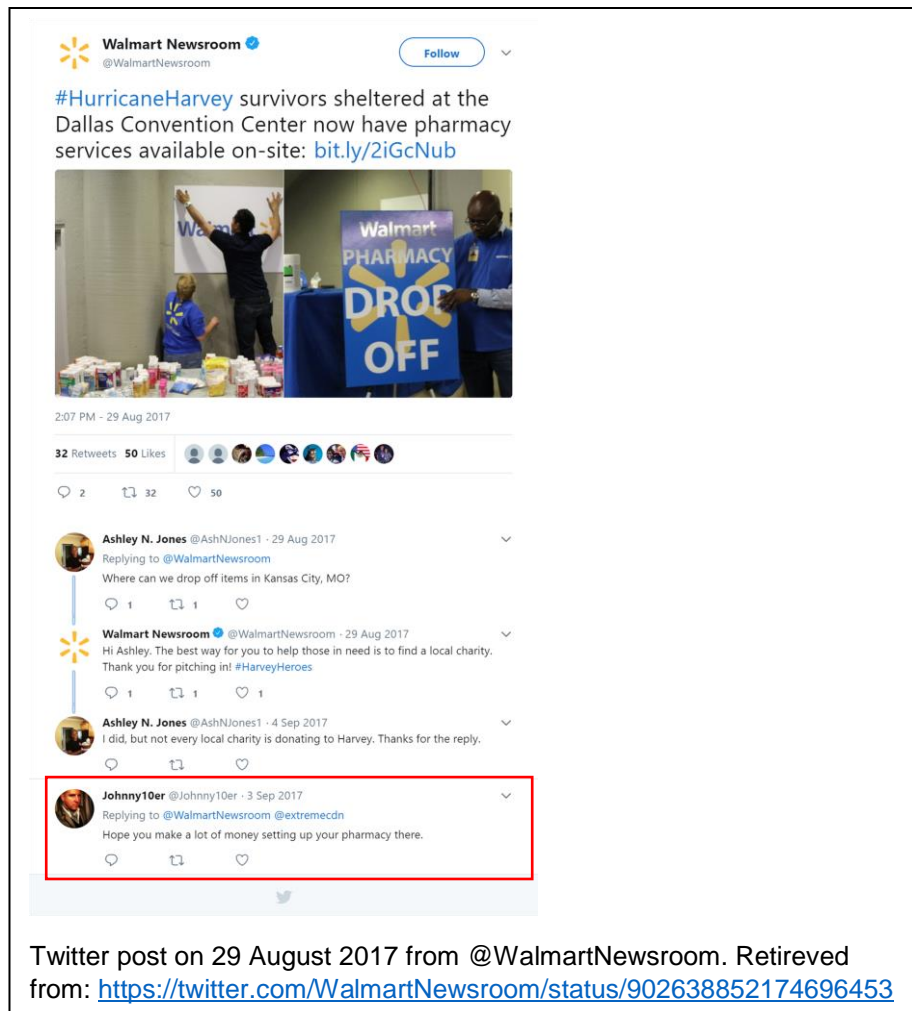 Walmart Newsroom
@WalmartNewsroom
Follow
#HurricaneHarvey survivors sheltered at the
Dallas Convention Center now have pharmacy
services available on-site: bit.ly/2iGcNub
Walmart
PHARMACY
DROP
OFF
2:07 PM - 29 Aug 2017
32 Retweets 50 Likes
2 32 50
Ashley N. Jones @AshNJones1 · 29 Aug 2017
Replying to @WalmartNewsroom
Where can we drop off items in Kansas City, MO?
1 1
Walmart Newsroom @WalmartNewsroom · 29 Aug 2017
Hi Ashley. The best way for you to help those in need is to find a local charity.
Thank you for pitching in! #HarveyHeroes
1 1 1
Ashley N. Jones @AshNJones1 · 4 Sep 2017
I did, but not every local charity is donating to Harvey. Thanks for the reply.
Johnny10er @Johnny10er · 3 Sep 2017
Replying to @WalmartNewsroom @extremecdn
Hope you make a lot of money setting up your pharmacy there.
Twitter post on 29 August 2017 from @WalmartNewsroom. Retireved
from: https://twitter.com/WalmartNewsroom/status/902638852174696453